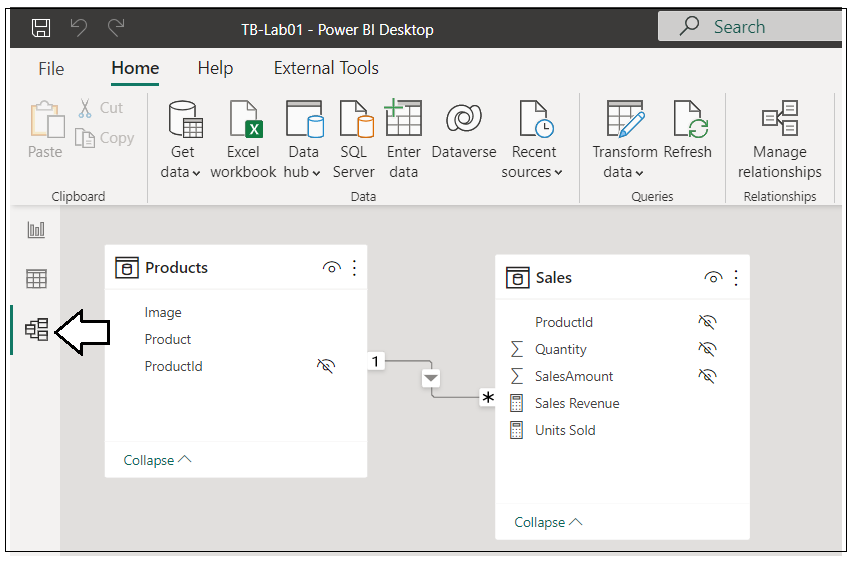 TB-Lab01 - Power BI Desktop
Search
File Home Help External Tools
Paste
Cut
Copy
Clipboard
Get data
Excel workbook
Data hub
SQL Server
Enter data
Dataverse
Recent sources
Data
Transform data
Refresh
Queries
Manage relationships
Relationships
Products
Image
Product
ProductId
Collapse
1
*
Sales
ProductId
Quantity
SalesAmount
Sales Revenue
Units Sold
Collapse